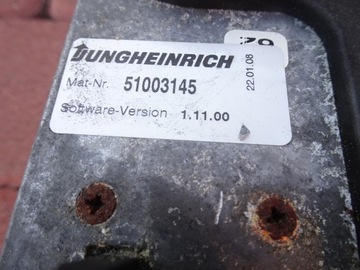 JUNGHEINRICH
Mat-Nr. 51003145
Software-Version 1.11.00
22.01.08